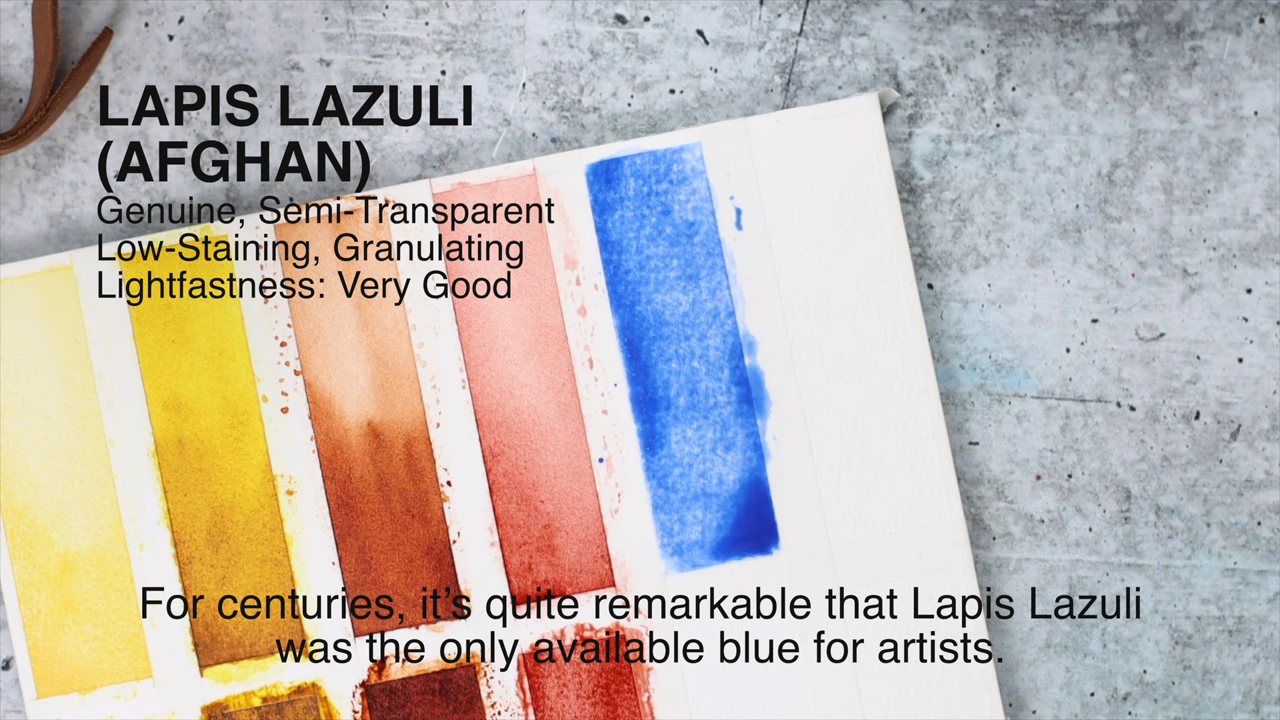 LAPIS LAZULI
(AFGHAN)
Genuine, Semi-Transparent
Low-Staining, Granulating
Lightfastness: Very Good
For centuries, it’s quite remarkable that Lapis Lazuli
was the only available blue for artists.